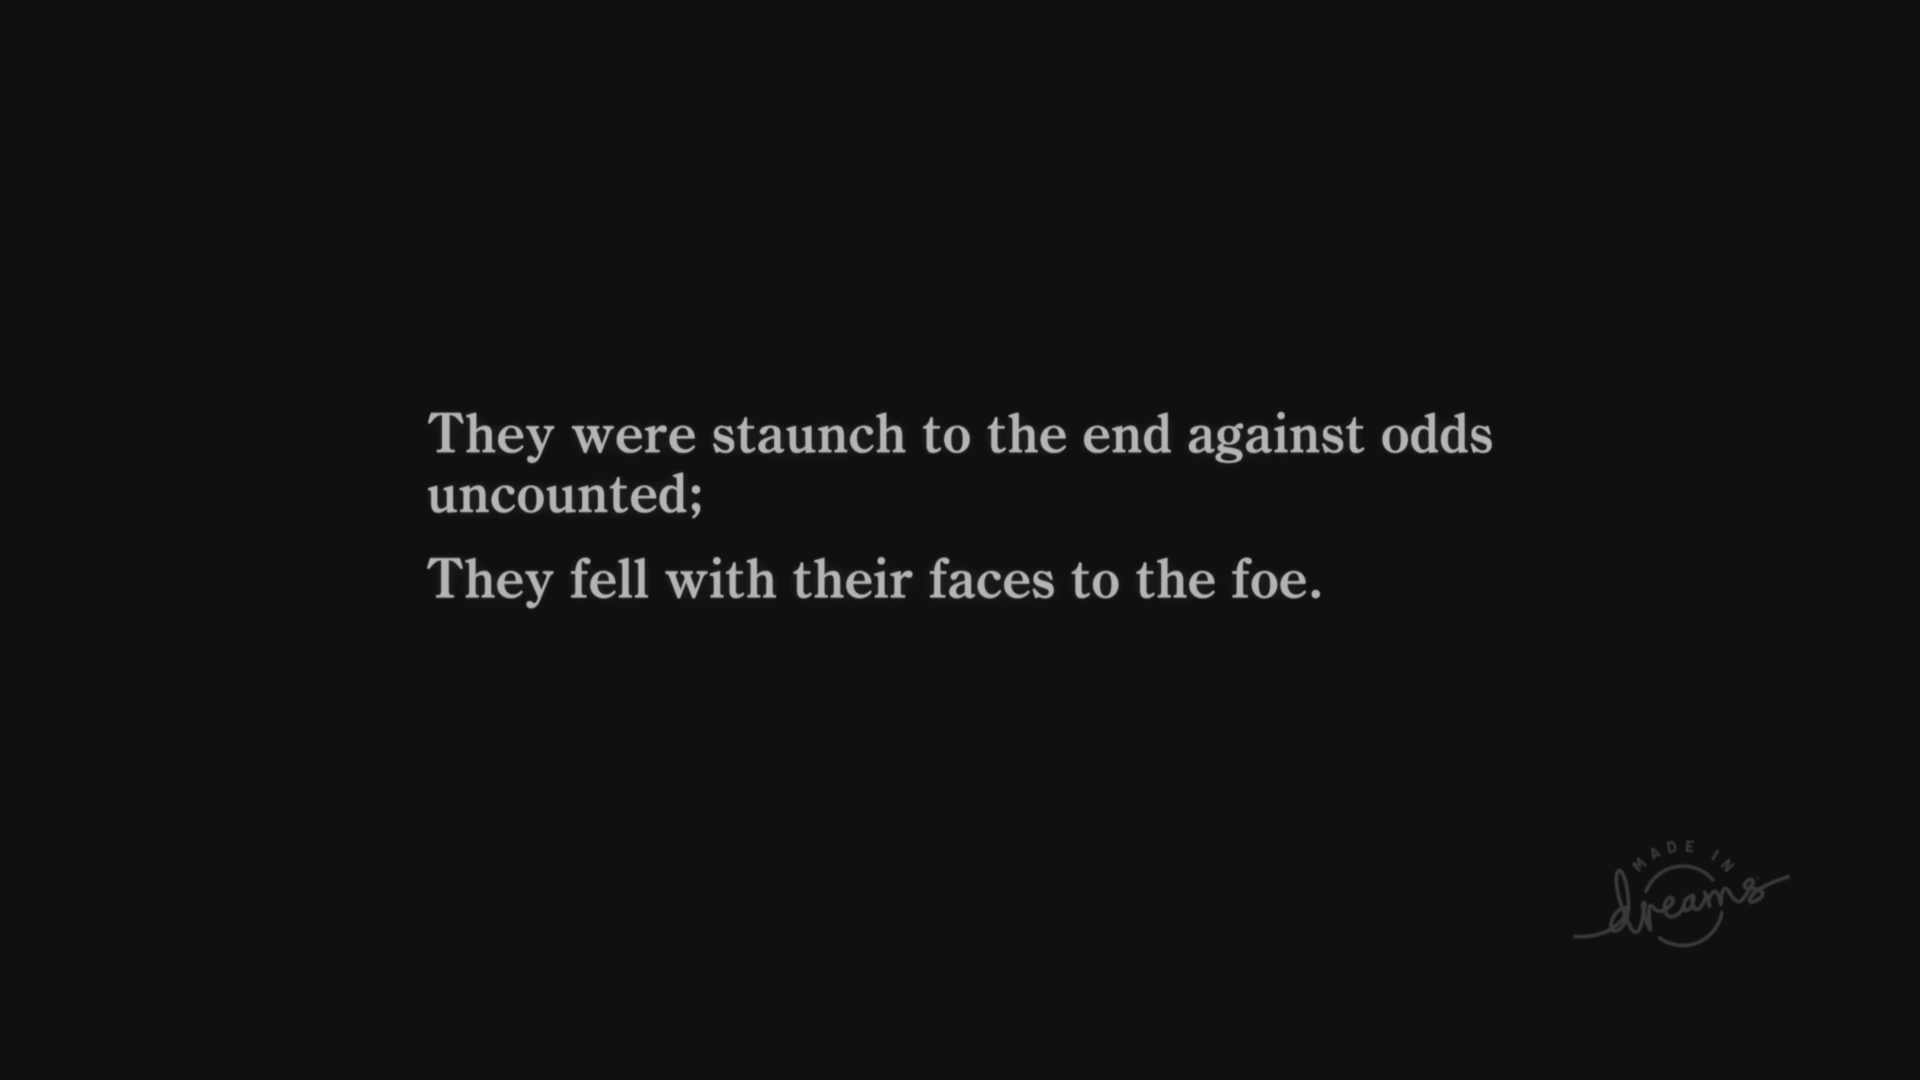 They were staunch to the end against odds
uncounted;
They fell with their faces to the foe.
MADE IN
dreams